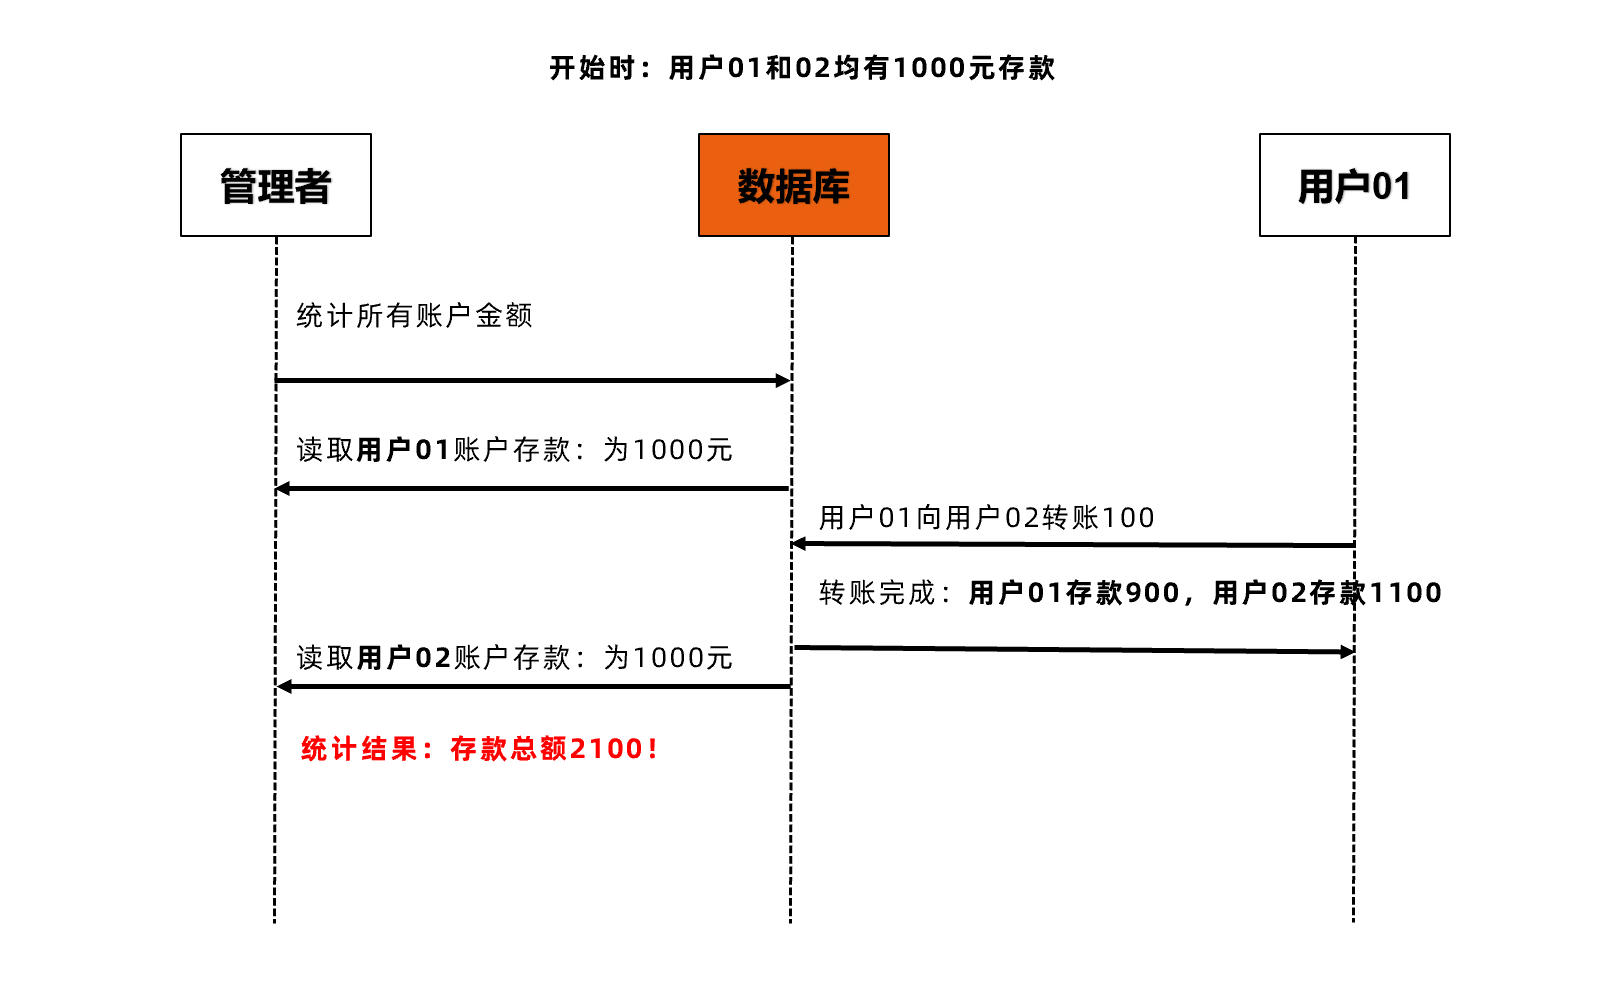 开始时：用户01和02均有1000元存款
管理者
数据库
用户01
统计所有账户金额
读取用户01账户存款：为1000元
用户01向用户02转账100
转账完成：用户01存款900，用户02存款1100
读取用户02账户存款：为1000元
统计结果：存款总额2100！